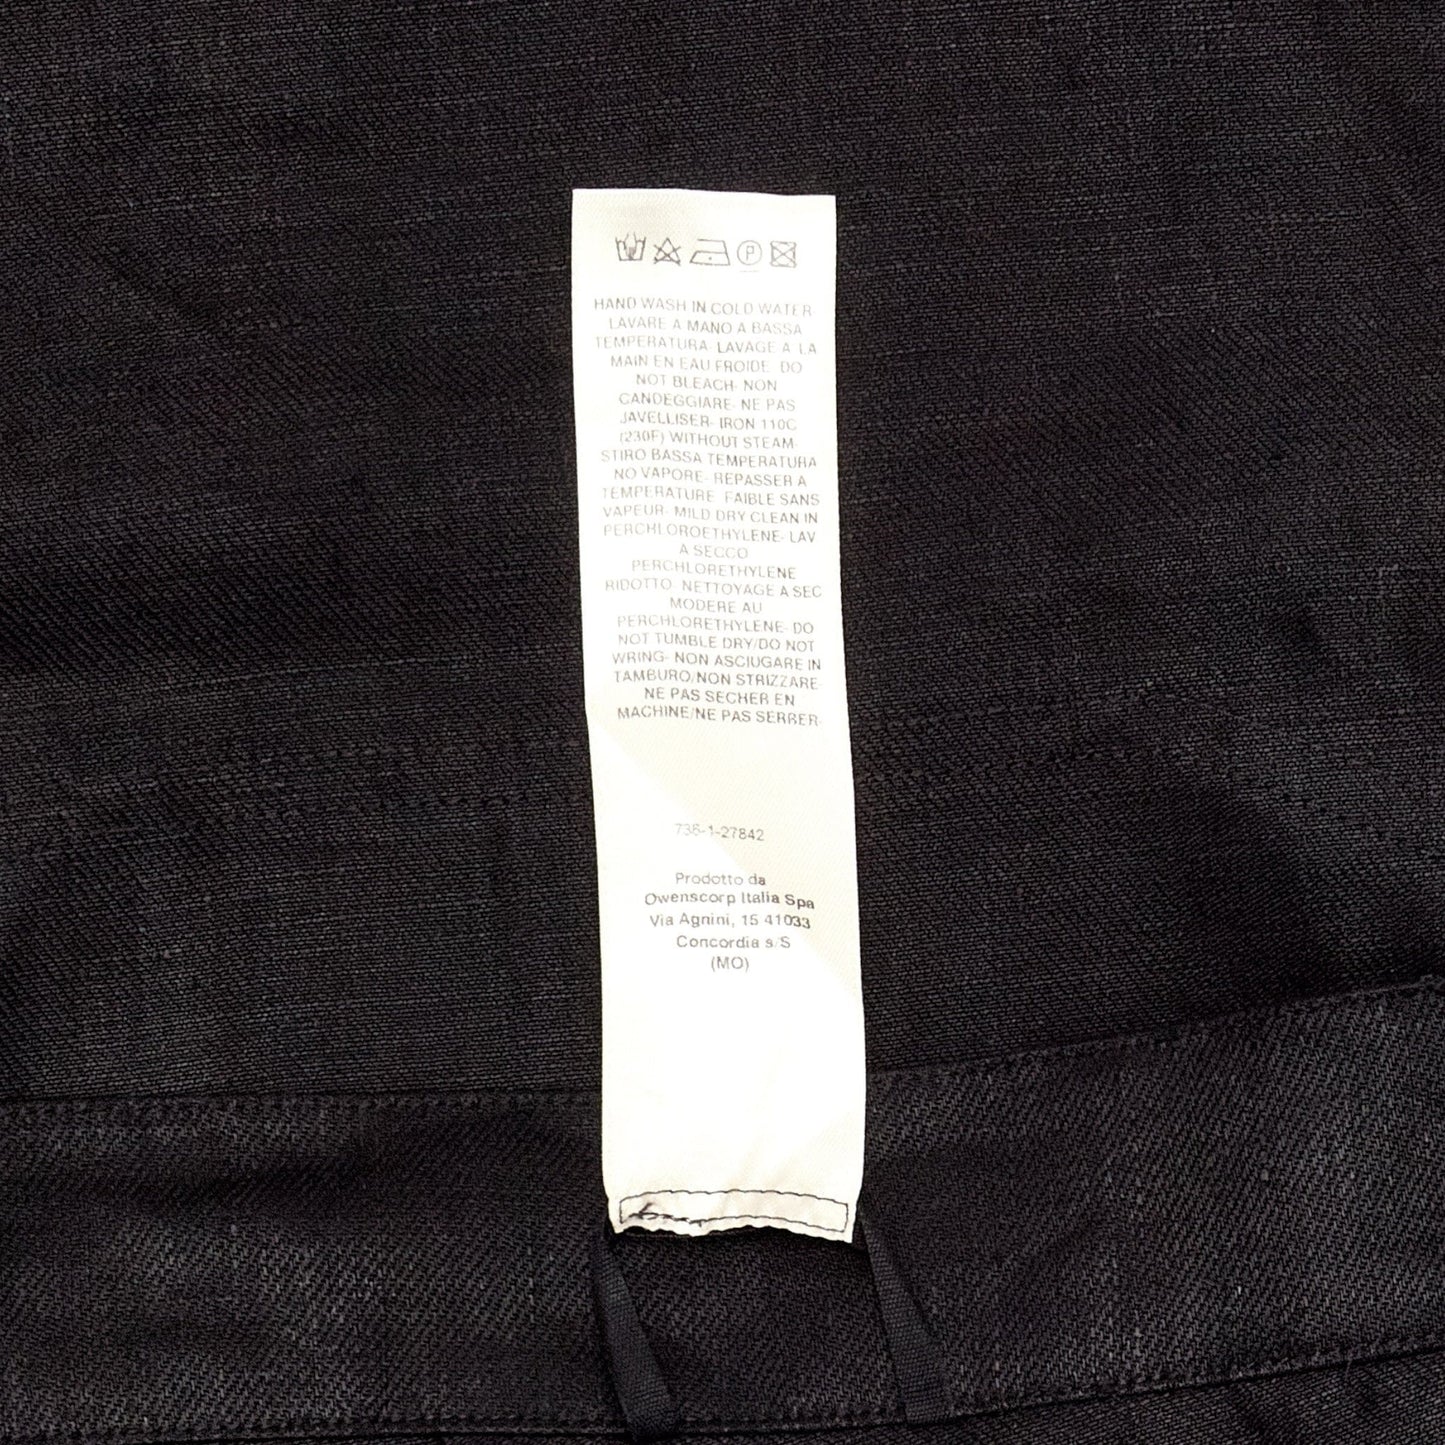 HAND WASH IN COLD WATER
LAVARE A MANO A BASSA
TEMPERATURA- LAVAGE A LA
MAIN EN EAU FROIDE DO
NOT BLEACH- NON
CANDEGGIARE- NE PAS
JAVELLISER- IRON 110C
(230F) WITHOUT STEAM-
STIRO BASSA TEMPERATURA
NO VAPORE- REPASSER A
TEMPERATURE FAIBLE SANS
VAPEUR- MILD DRY CLEAN IN
PERCHLOROETHYLENE- LAV
A SECCO
PERCHLORETHYLENE
RIDOTTO- NETTOYAGE A SEC
MODERE AU
PERCHLORETHYLENE- DO
NOT TUMBLE DRY/DO NOT
WRING- NON ASCIUGARE IN
TAMBURO/NON STRIZZARE-
NE PAS SECHER EN
MACHINE/NE PAS SERRER-
736-1-27842
Prodotto da
Owenscorp Italia Spa
Via Agnini, 15 41033
Concordia s/S
(MO)